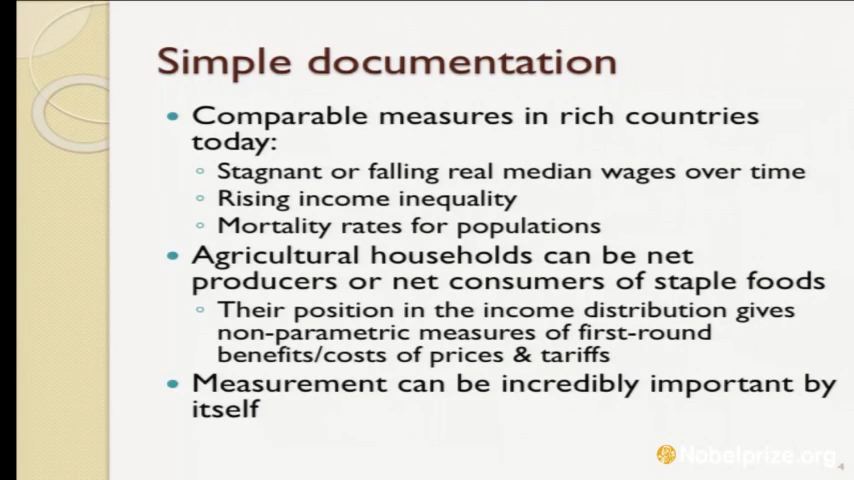 Simple documentation
• Comparable measures in rich countries
today:
◦ Stagnant or falling real median wages over time
◦ Rising income inequality
◦ Mortality rates for populations
• Agricultural households can be net
producers or net consumers of staple foods
◦ Their position in the income distribution gives
non-parametric measures of first-round
benefits/costs of prices & tariffs
• Measurement can be incredibly important by
itself
Nobelprize.org
4